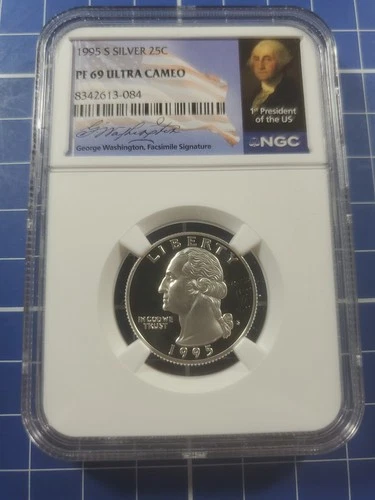 1995 S SILVER 25C
PF 69 ULTRA CAMEO
8342613-084
1st President
of the US
NGC
G. Washington
George Washington, Facsimile Signature
LIBERTY
IN GOD WE
TRUST
S
1995